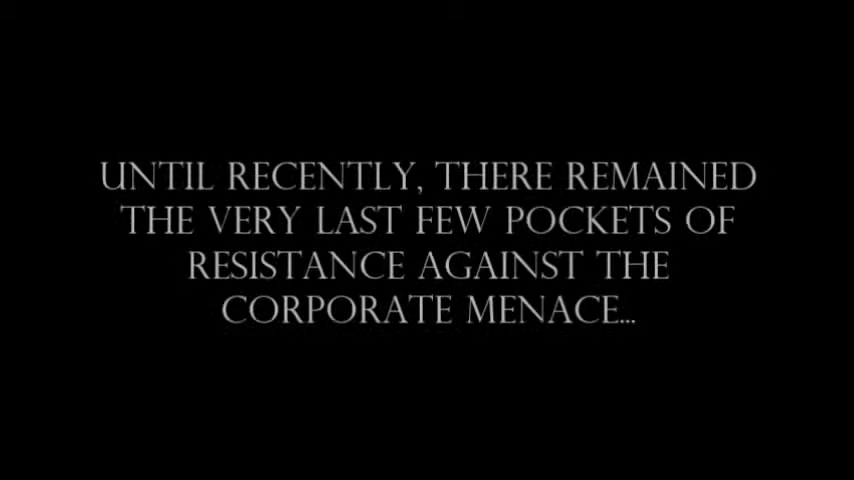 UNTIL RECENTLY, THERE REMAINED
THE VERY LAST FEW POCKETS OF
RESISTANCE AGAINST THE
CORPORATE MENACE...